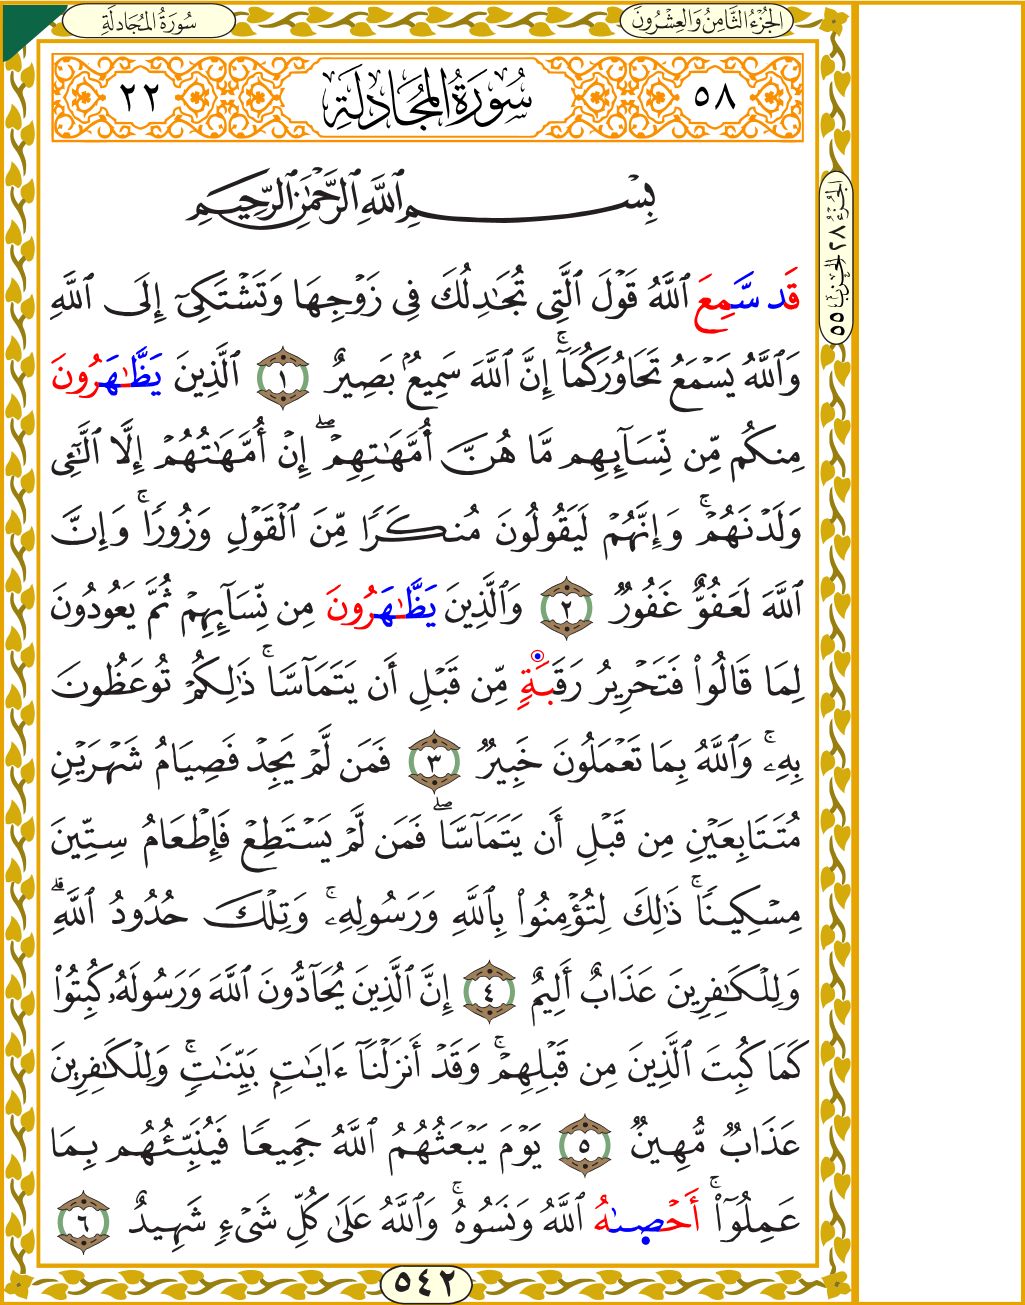 سُورَةُ المُجَادلَةِ
الجُزْءُ الثَّامِنُ وَالعِشْرُونَ
٥٨ سُورَةُ المُجَادلَةِ ٢٢
بِسْمِ ٱللَّهِ ٱلرَّحْمَٰنِ ٱلرَّحِيمِ
قَد سَّمِعَ ٱللَّهُ قَوْلَ ٱلَّتِى تُجَٰدِلُكَ فِى زَوْجِهَا وَتَشْتَكِىٓ إِلَى ٱللَّهِ
وَٱللَّهُ يَسْمَعُ تَحَاوُرَكُمَآ ۚ إِنَّ ٱللَّهَ سَمِيعٌۢ بَصِيرٌ ١ ٱلَّذِينَ يَظَّٰهَرُونَ
مِنكُم مِّن نِّسَآئِهِم مَّا هُنَّ أُمَّهَٰتِهِمْ ۖ إِنْ أُمَّهَٰتُهُمْ إِلَّا ٱلَّٰٓـِٔى
وَلَدْنَهُمْ ۚ وَإِنَّهُمْ لَيَقُولُونَ مُنكَرًا مِّنَ ٱلْقَوْلِ وَزُورًا ۚ وَإِنَّ
ٱللَّهَ لَعَفُوٌّ غَفُورٌ ٢ وَٱلَّذِينَ يَظَّٰهَرُونَ مِن نِّسَآئِهِمْ ثُمَّ يَعُودُونَ
لِمَا قَالُوا۟ فَتَحْرِيرُ رَقَبَةٍ مِّن قَبْلِ أَن يَتَمَآسَّا ۚ ذَٰلِكُمْ تُوعَظُونَ
بِهِۦ ۚ وَٱللَّهُ بِمَا تَعْمَلُونَ خَبِيرٌ ٣ فَمَن لَّمْ يَجِدْ فَصِيَامُ شَهْرَيْنِ
مُتَتَابِعَيْنِ مِن قَبْلِ أَن يَتَمَآسَّا ۖ فَمَن لَّمْ يَسْتَطِعْ فَإِطْعَامُ سِتِّينَ
مِسْكِينًا ۚ ذَٰلِكَ لِتُؤْمِنُوا۟ بِٱللَّهِ وَرَسُولِهِۦ ۚ وَتِلْكَ حُدُودُ ٱللَّهِ ۗ
وَلِلْكَٰفِرِينَ عَذَابٌ أَلِيمٌ ٤ إِنَّ ٱلَّذِينَ يُحَآدُّونَ ٱللَّهَ وَرَسُولَهُۥ كُبِتُوا۟
كَمَا كُبِتَ ٱلَّذِينَ مِن قَبْلِهِمْ ۚ وَقَدْ أَنزَلْنَآ ءَايَٰتٍۭ بَيِّنَٰتٍ ۚ وَلِلْكَٰفِرِينَ
عَذَابٌ مُّهِينٌ ٥ يَوْمَ يَبْعَثُهُمُ ٱللَّهُ جَمِيعًا فَيُنَبِّئُهُم بِمَا
عَمِلُوٓا۟ ۚ أَحْصَىٰهُ ٱللَّهُ وَنَسُوهُ ۚ وَٱللَّهُ عَلَىٰ كُلِّ شَىْءٍ شَهِيدٌ ٦
الجُزْءُ ٢٨ الحِزْبُ ٥٥
٥٤٢